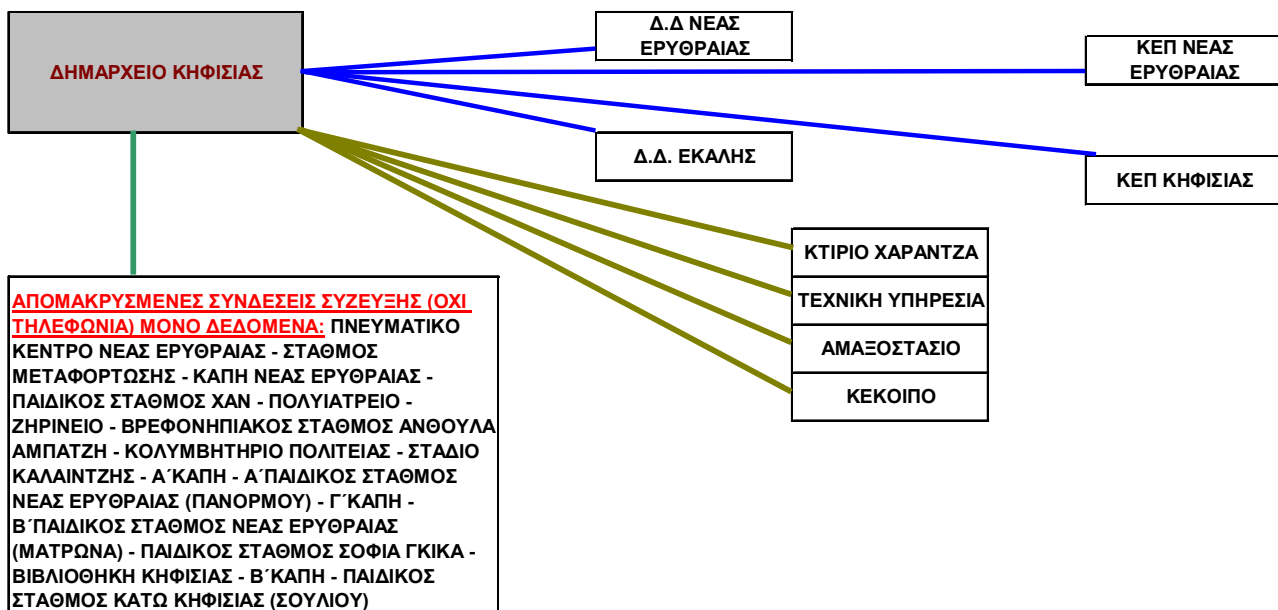 ΔΗΜΑΡΧΕΙΟ ΚΗΦΙΣΙΑΣ
Δ.Δ ΝΕΑΣ
ΕΡΥΘΡΑΙΑΣ
ΚΕΠ ΝΕΑΣ
ΕΡΥΘΡΑΙΑΣ
Δ.Δ. ΕΚΑΛΗΣ
ΚΕΠ ΚΗΦΙΣΙΑΣ
ΚΤΙΡΙΟ ΧΑΡΑΝΤΖΑ
ΤΕΧΝΙΚΗ ΥΠΗΡΕΣΙΑ
ΑΜΑΞΟΣΤΑΣΙΟ
ΚΕΚΟΙΠΟ
ΑΠΟΜΑΚΡΥΣΜΕΝΕΣ ΣΥΝΔΕΣΕΙΣ ΣΥΖΕΥΞΗΣ (ΟΧΙ
ΤΗΛΕΦΩΝΙΑ) ΜΟΝΟ ΔΕΔΟΜΕΝΑ: ΠΝΕΥΜΑΤΙΚΟ
ΚΕΝΤΡΟ ΝΕΑΣ ΕΡΥΘΡΑΙΑΣ - ΣΤΑΘΜΟΣ
ΜΕΤΑΦΟΡΤΩΣΗΣ - ΚΑΠΗ ΝΕΑΣ ΕΡΥΘΡΑΙΑΣ -
ΠΑΙΔΙΚΟΣ ΣΤΑΘΜΟΣ ΧΑΝ - ΠΟΛΥΙΑΤΡΕΙΟ -
ΖΗΡΙΝΕΙΟ - ΒΡΕΦΟΝΗΠΙΑΚΟΣ ΣΤΑΘΜΟΣ ΑΝΘΟΥΛΑ
ΑΜΠΑΤΖΗ - ΚΟΛΥΜΒΗΤΗΡΙΟ ΠΟΛΙΤΕΙΑΣ - ΣΤΑΔΙΟ
ΚΑΛΑΙΝΤΖΗΣ - Α΄ΚΑΠΗ - Α΄ΠΑΙΔΙΚΟΣ ΣΤΑΘΜΟΣ
ΝΕΑΣ ΕΡΥΘΡΑΙΑΣ (ΠΑΝΟΡΜΟΥ) - Γ΄ΚΑΠΗ -
Β΄ΠΑΙΔΙΚΟΣ ΣΤΑΘΜΟΣ ΝΕΑΣ ΕΡΥΘΡΑΙΑΣ
(ΜΑΤΡΩΝΑ) - ΠΑΙΔΙΚΟΣ ΣΤΑΘΜΟΣ ΣΟΦΙΑ ΓΚΙΚΑ -
ΒΙΒΛΙΟΘΗΚΗ ΚΗΦΙΣΙΑΣ - Β΄ΚΑΠΗ - ΠΑΙΔΙΚΟΣ
ΣΤΑΘΜΟΣ ΚΑΤΩ ΚΗΦΙΣΙΑΣ (ΣΟΥΛΙΟΥ)